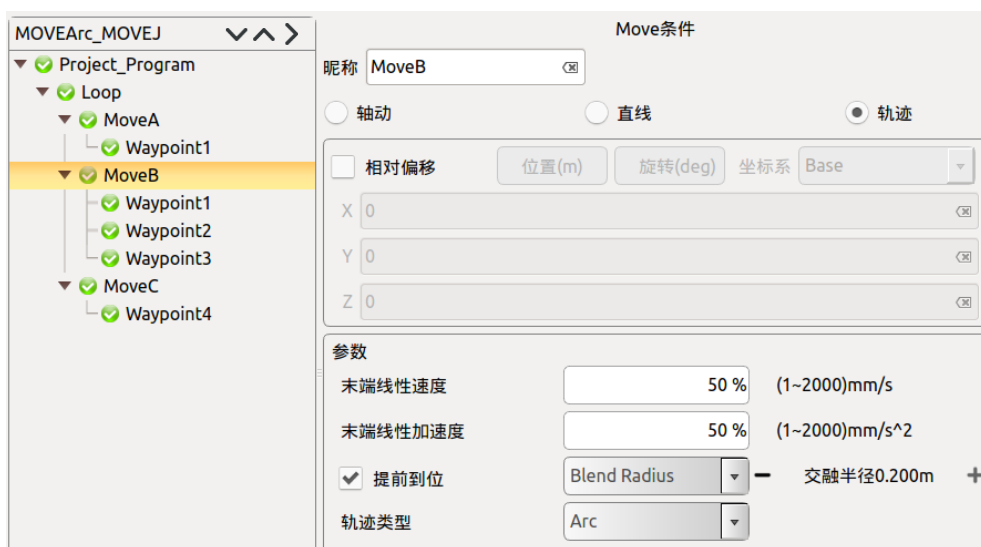 MOVEArc_MOVEJ
Project_Program
Loop
MoveA
Waypoint1
MoveB
Waypoint1
Waypoint2
Waypoint3
MoveC
Waypoint4
Move条件
昵称 MoveB
轴动 直线 轨迹
相对偏移 位置(m) 旋转(deg) 坐标系 Base
X 0
Y 0
Z 0
参数
末端线性速度 50 % (1~2000)mm/s
末端线性加速度 50 % (1~2000)mm/s^2
提前到位 Blend Radius 交融半径0.200m
轨迹类型 Arc